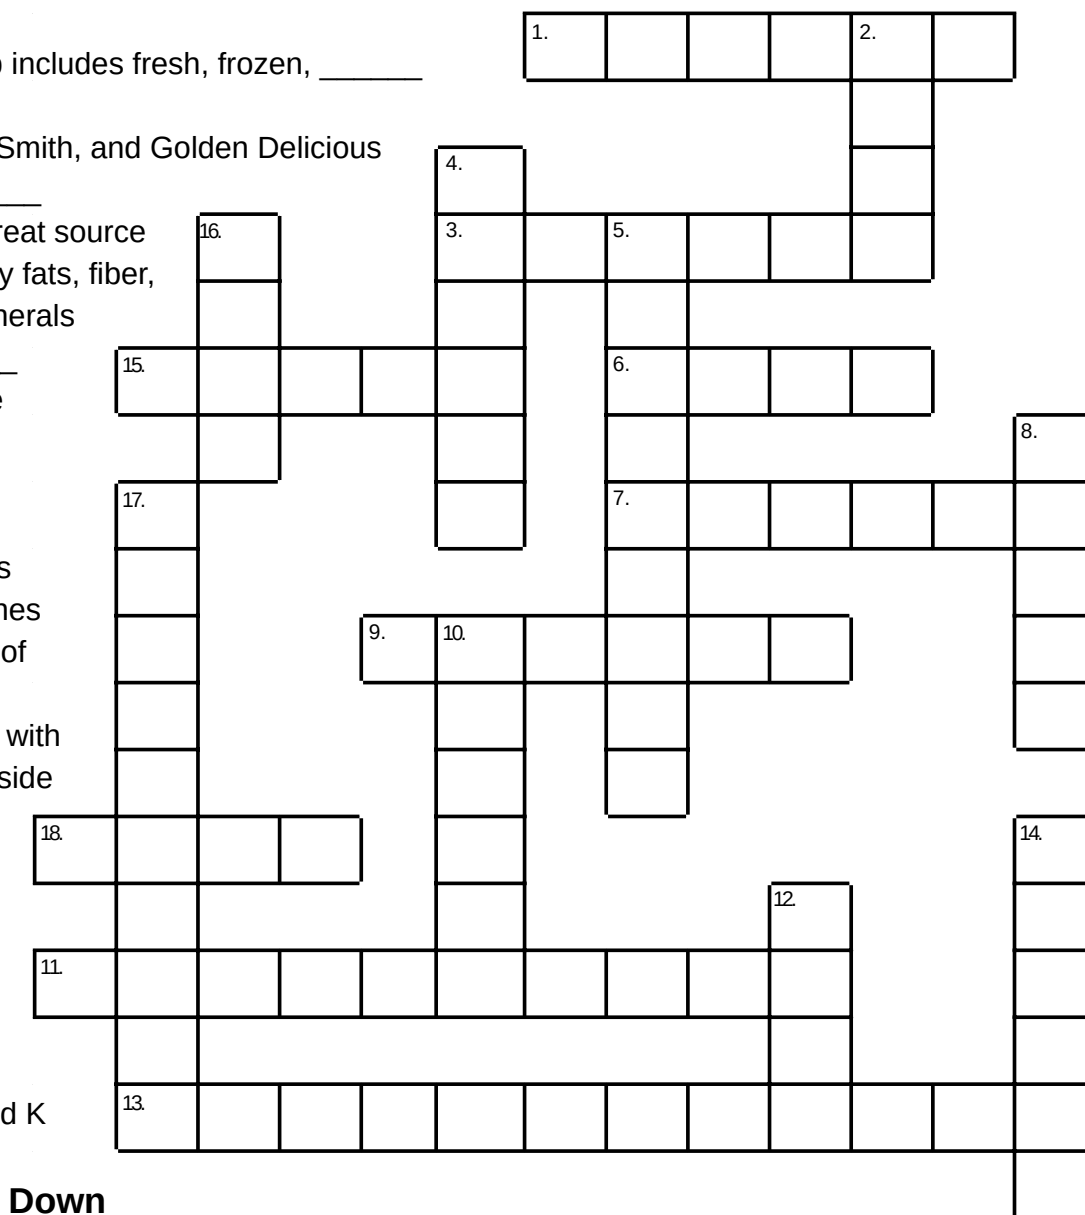 1.
2.
includes fresh, frozen, ______
Smith, and Golden Delicious
4.
16.
reat source
3.
5.
y fats, fiber,
nerals
15.
6.
e
8.
17.
7.
s
nes
9.
10.
of
with
side
18.
14.
12.
11.
13.
d K
Down